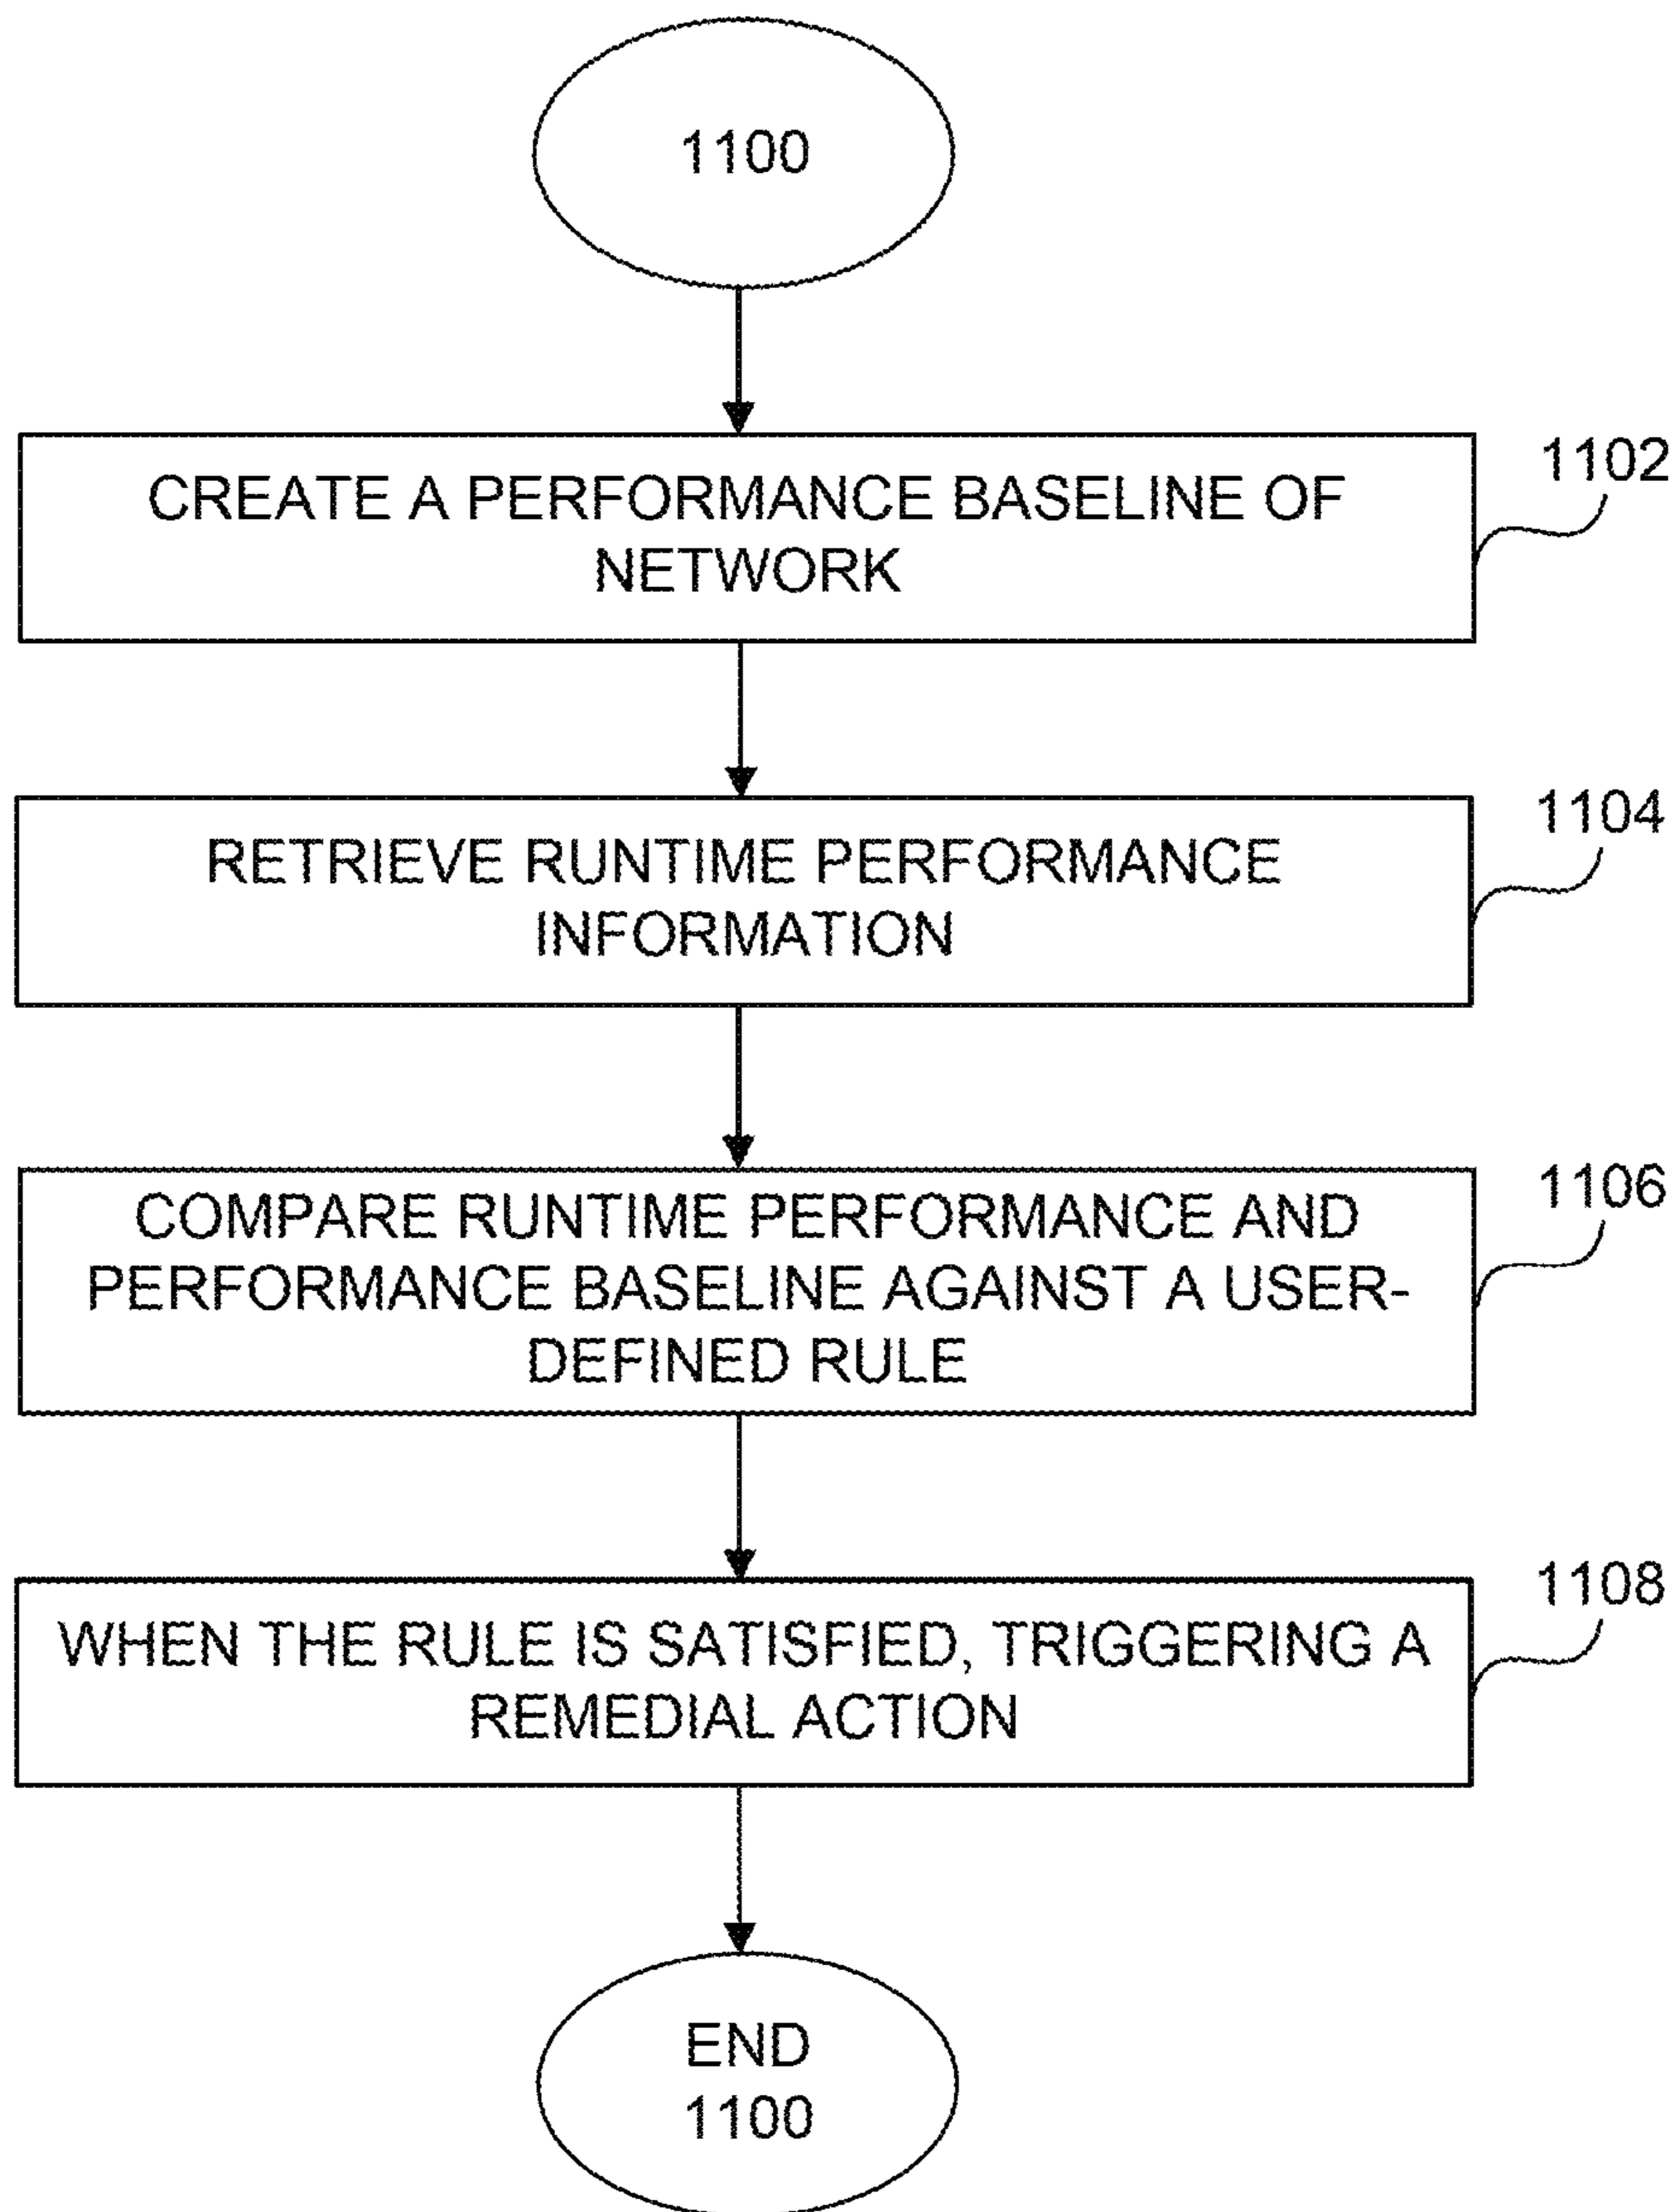 1100
CREATE A PERFORMANCE BASELINE OF
NETWORK
1102
RETRIEVE RUNTIME PERFORMANCE
INFORMATION
1104
COMPARE RUNTIME PERFORMANCE AND
PERFORMANCE BASELINE AGAINST A USER-
DEFINED RULE
1106
WHEN THE RULE IS SATISFIED, TRIGGERING A
REMEDIAL ACTION
1108
END
1100